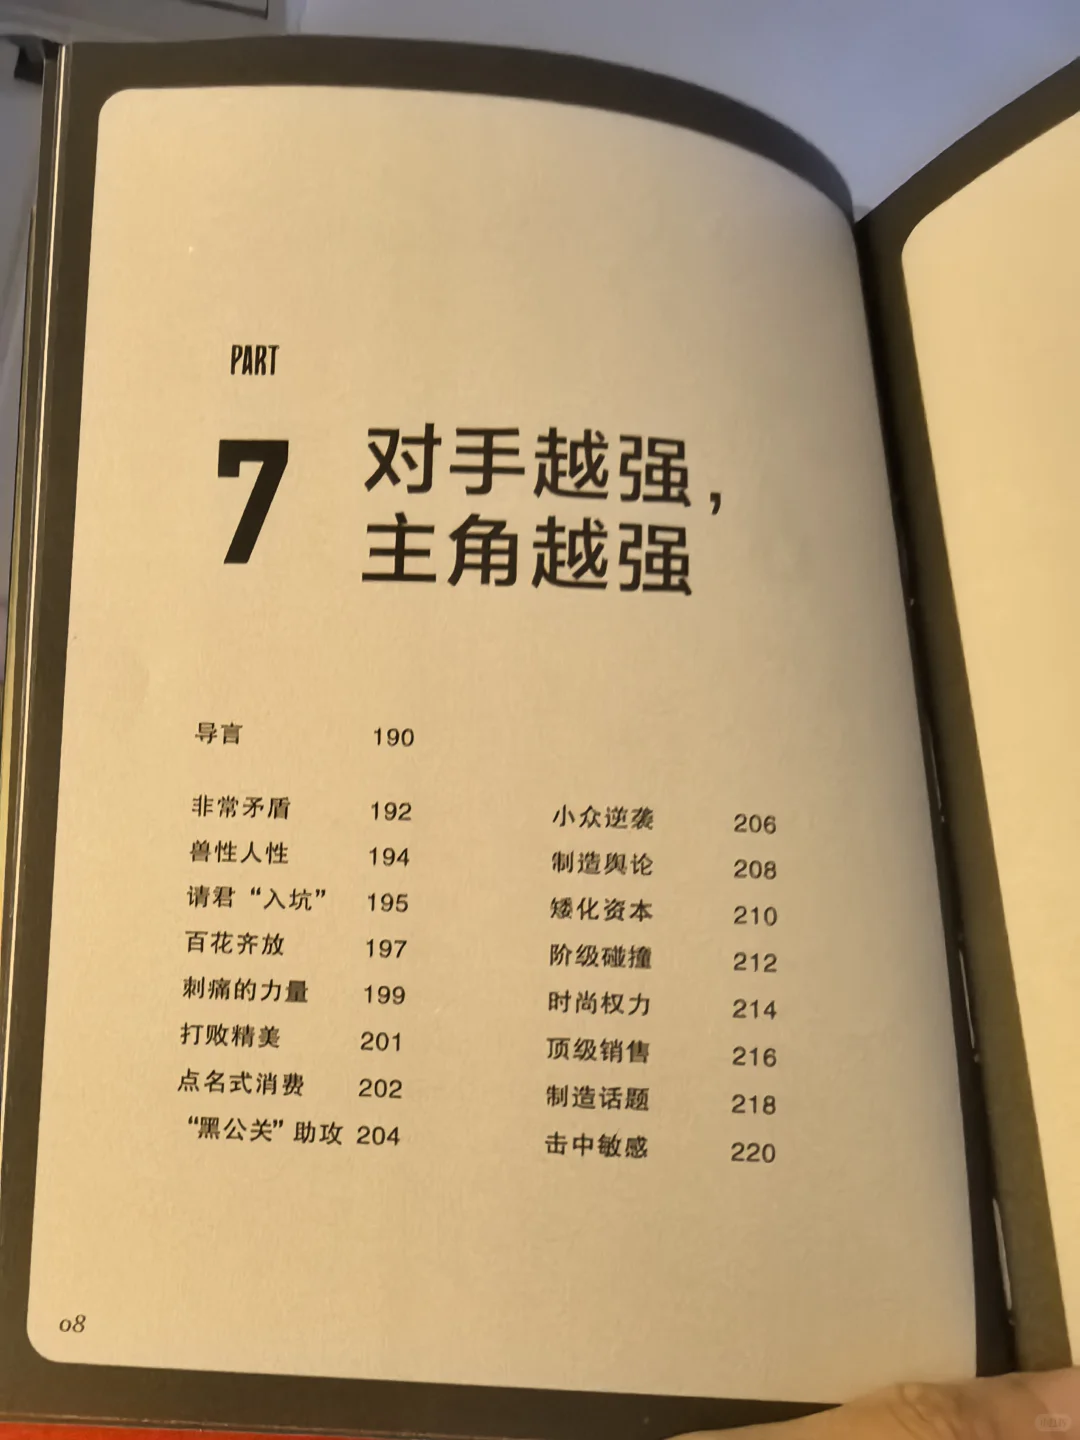 PART
7
对手越强，
主角越强
导言 190
非常矛盾 192
兽性人性 194
请君“入坑” 195
百花齐放 197
刺痛的力量 199
打败精美 201
点名式消费 202
“黑公关”助攻 204
小众逆袭 206
制造舆论 208
矮化资本 210
阶级碰撞 212
时尚权力 214
顶级销售 216
制造话题 218
击中敏感 220
08
小红书